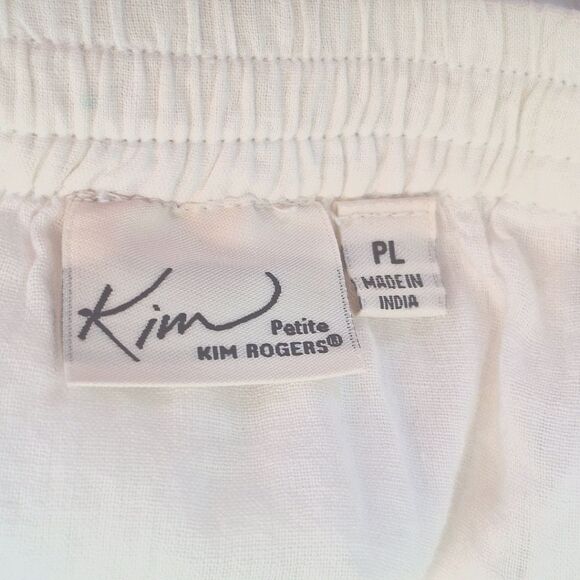 Kim
Petite
KIM ROGERS®
PL
MADE IN
INDIA